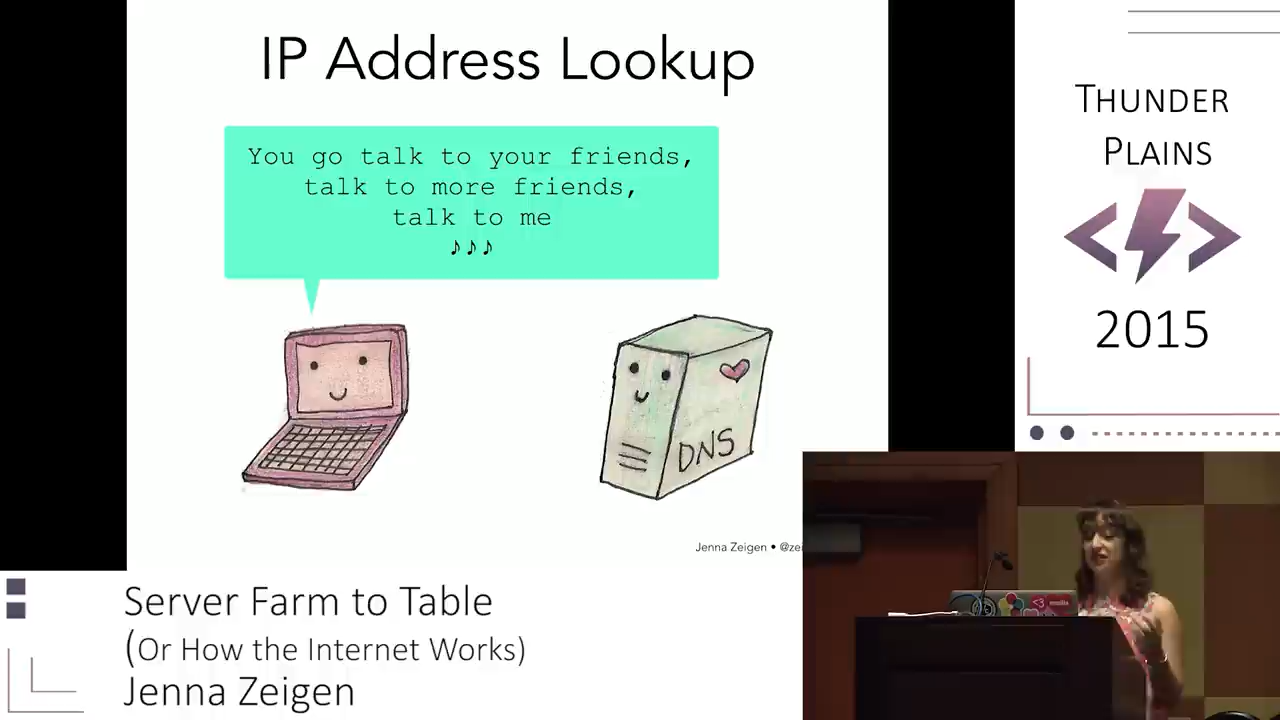 IP Address Lookup
You go talk to your friends,
talk to more friends,
talk to me
♪♪♪
DNS
Jenna Zeigen • @zei
THUNDER
PLAINS
2015
Server Farm to Table
(Or How the Internet Works)
Jenna Zeigen